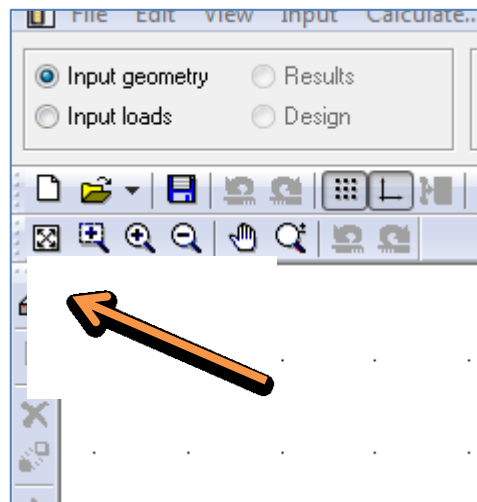 File Edit View Input Calculate..
Input geometry Results
Input loads Design